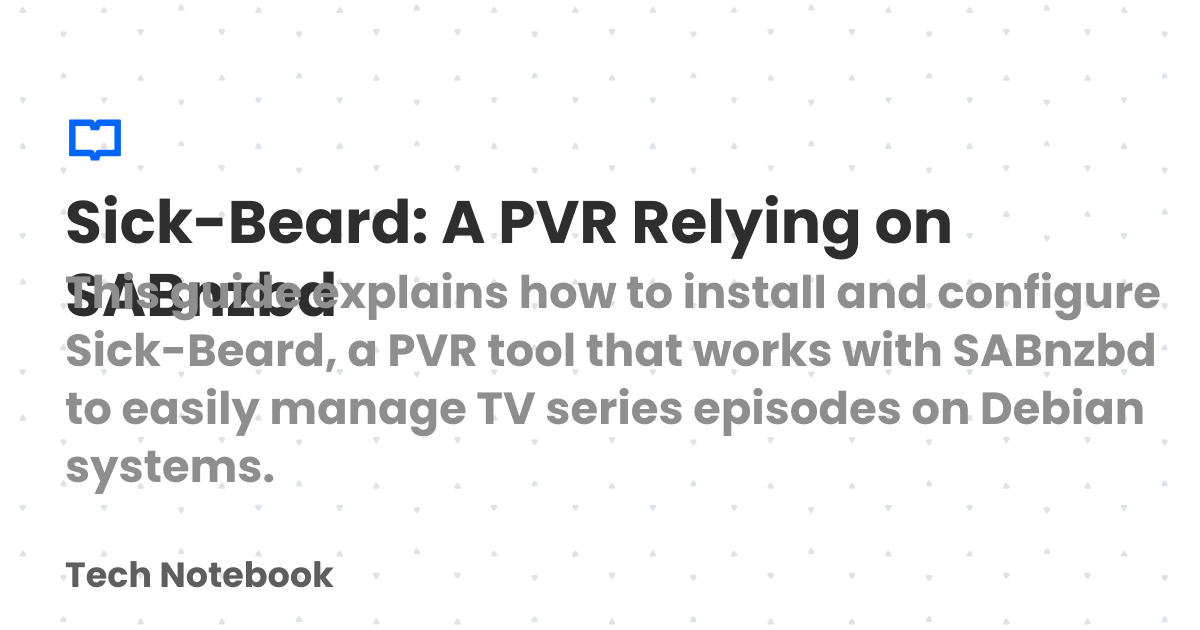 Sick-Beard: A PVR Relying on
SABnzbd
This guide explains how to install and configure
Sick-Beard, a PVR tool that works with SABnzbd
to easily manage TV series episodes on Debian
systems.
Tech Notebook